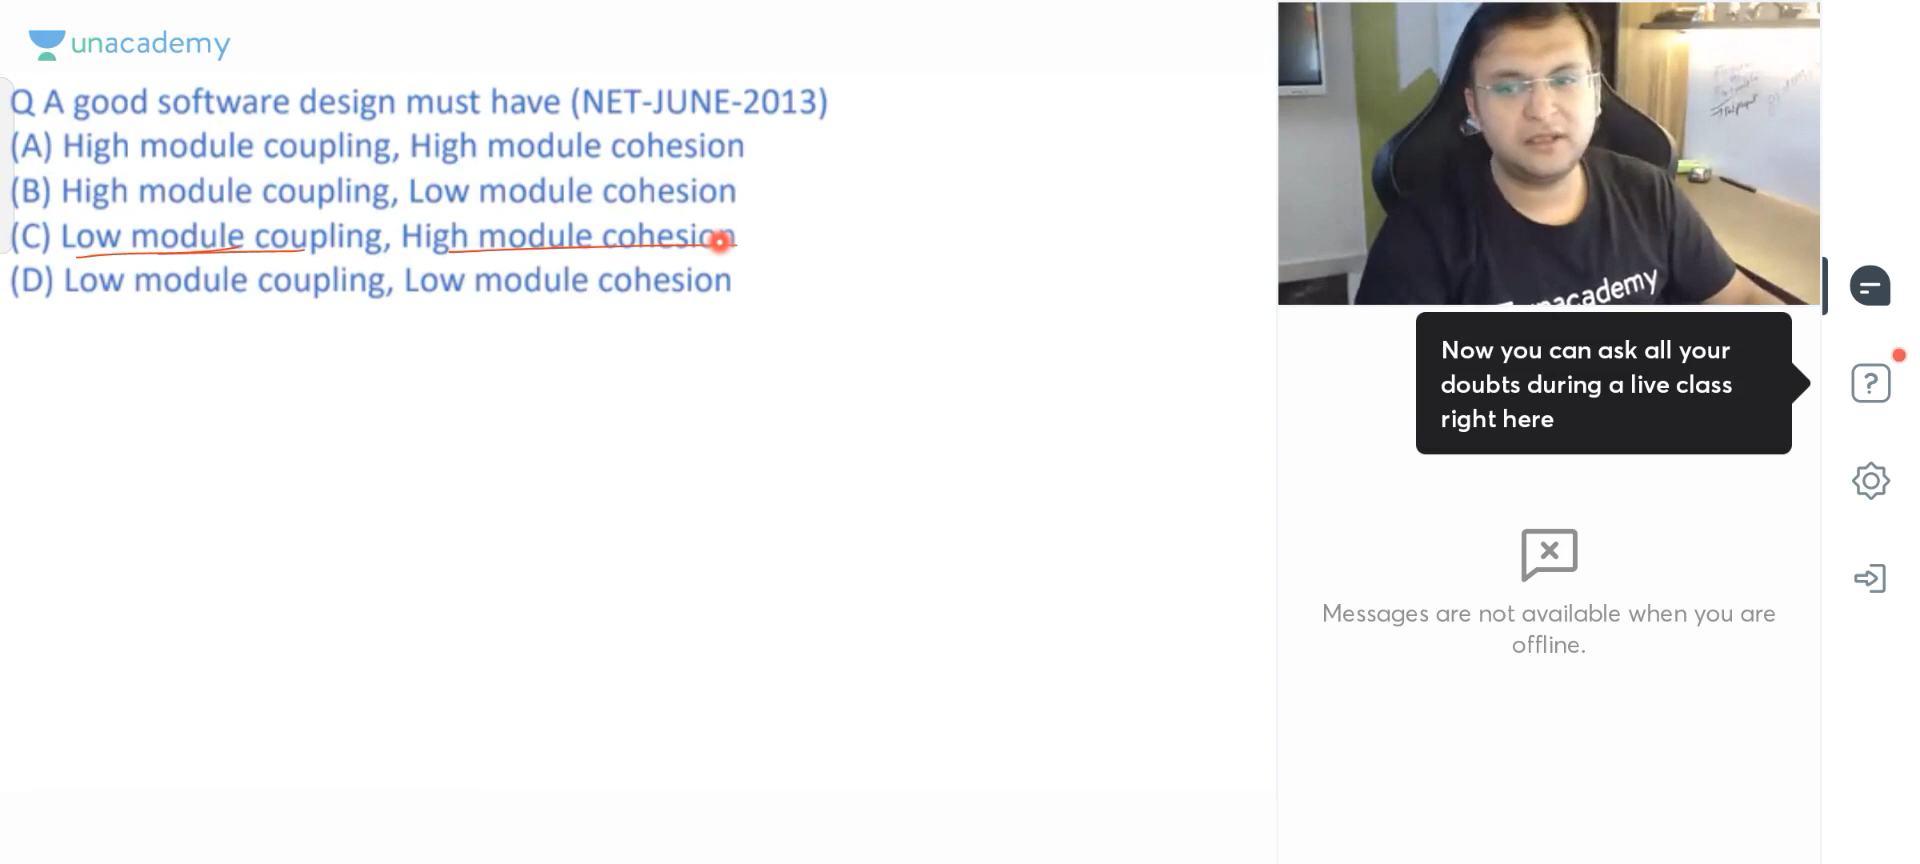 unacademy
Q A good software design must have (NET-JUNE-2013)
(A) High module coupling, High module cohesion
(B) High module coupling, Low module cohesion
(C) Low module coupling, High module cohesion
(D) Low module coupling, Low module cohesion
unacademy
Now you can ask all your
doubts during a live class
right here
?
Messages are not available when you are
offline.